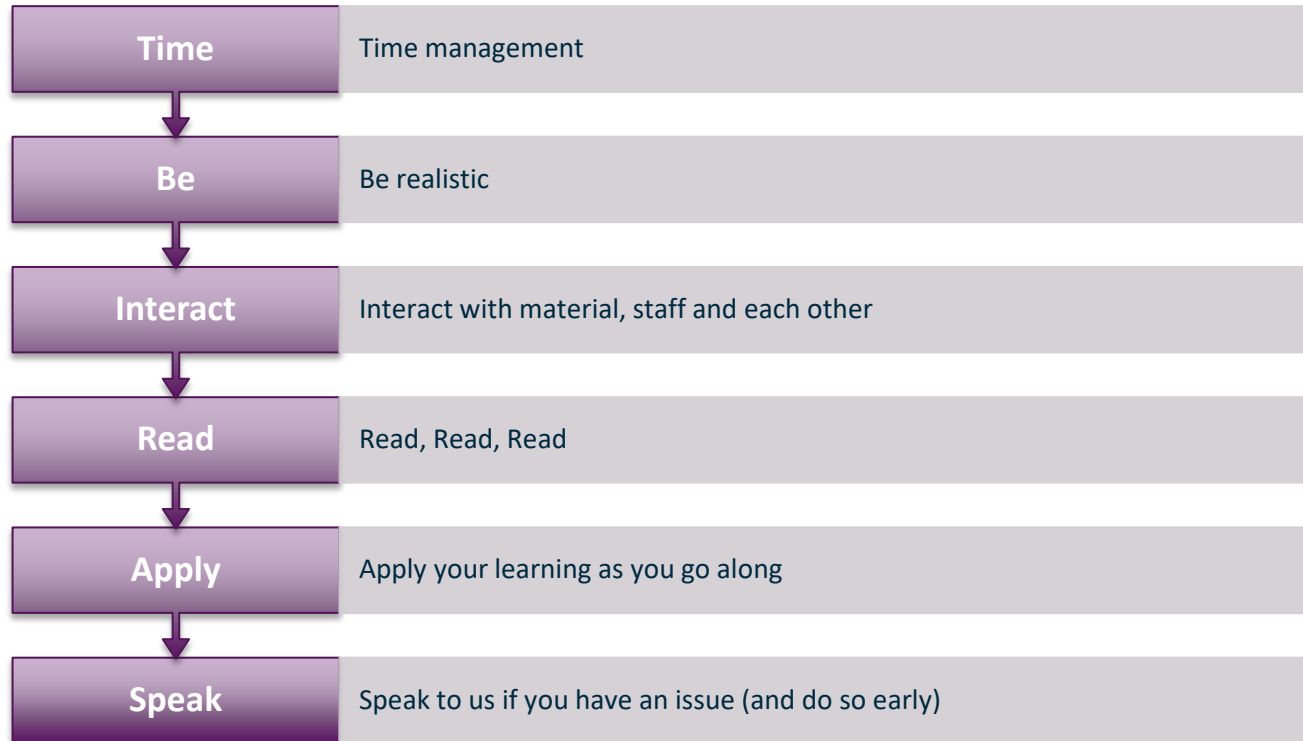 Time
Time management
Be
Be realistic
Interact
Interact with material, staff and each other
Read
Read, Read, Read
Apply
Apply your learning as you go along
Speak
Speak to us if you have an issue (and do so early)